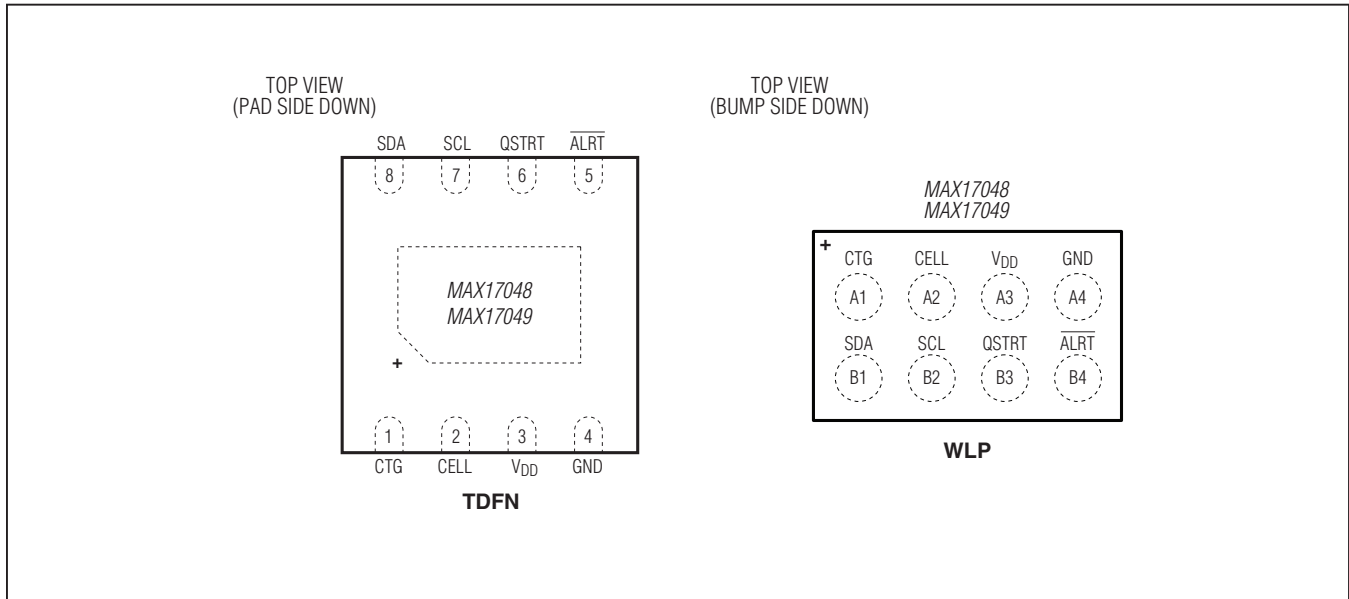 TOP VIEW
(PAD SIDE DOWN)
SDA SCL QSTRT ALRT
8 7 6 5
MAX17048
MAX17049
+
1 2 3 4
CTG CELL VDD GND
TDFN
TOP VIEW
(BUMP SIDE DOWN)
MAX17048
MAX17049
+
CTG CELL VDD GND
A1 A2 A3 A4
SDA SCL QSTRT ALRT
B1 B2 B3 B4
WLP